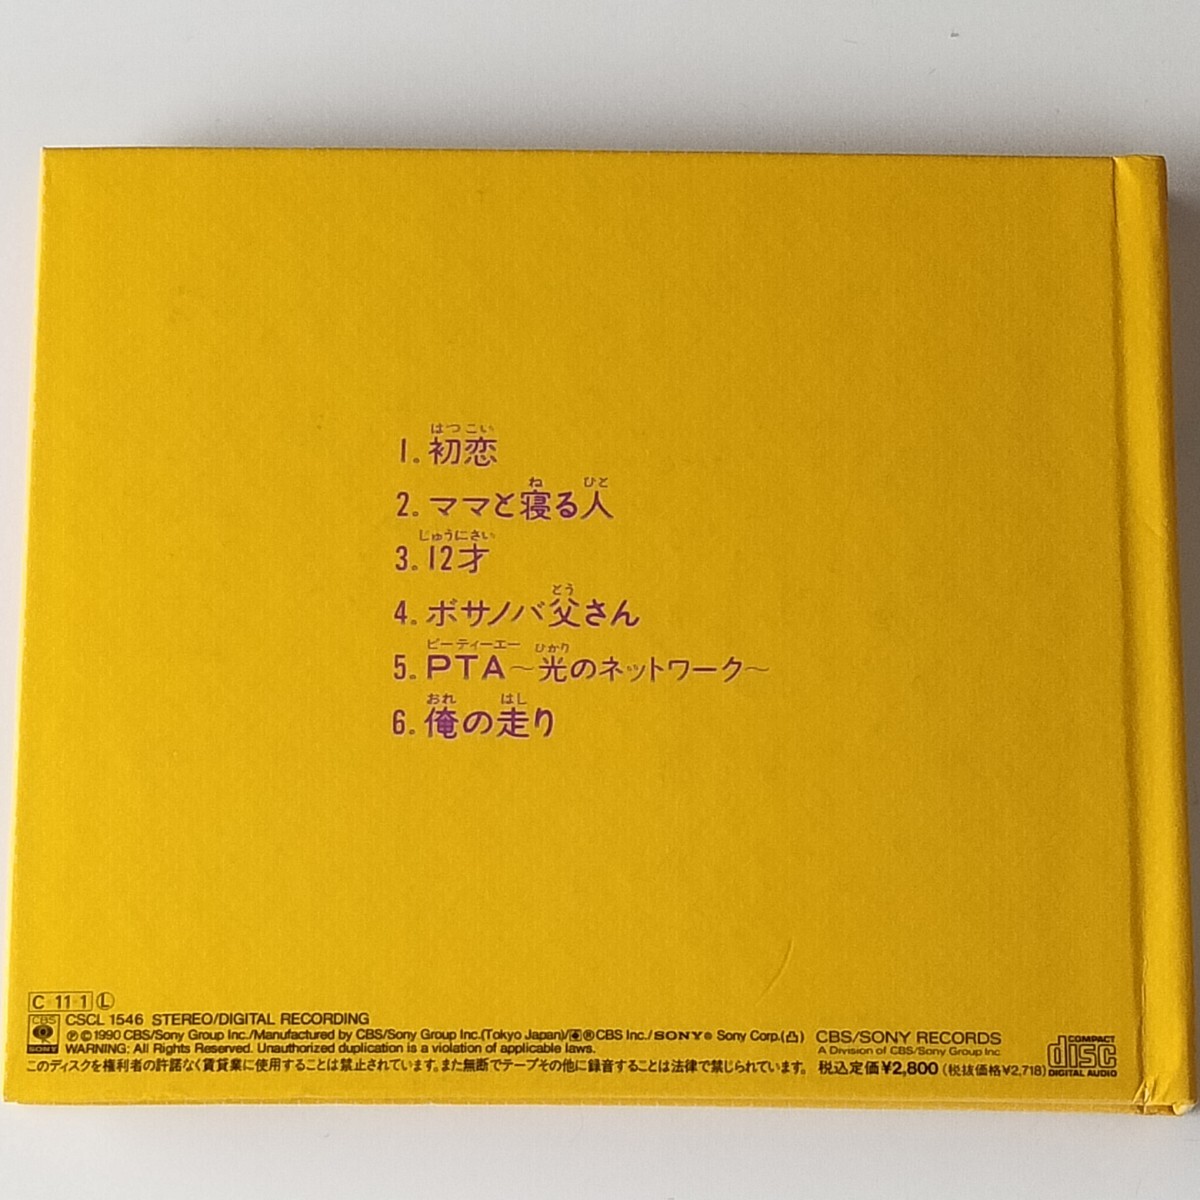 はつこい
1。初恋
ね ひと
2。ママと寝る人
じゅうにさい
3。12才
とう
4。ボサノバ父さん
ピーティーエー ひかり
5。PTA～光のネットワーク～
おれ はし
6。俺の走り
C 11-1 Ⓛ
CBS SONY
CSCL 1546 STEREO/DIGITAL RECORDING
Ⓟ©1990 CBS/Sony Group Inc./Manufactured by CBS/Sony Group Inc.(Tokyo Japan)/®CBS Inc./SONY® Sony Corp.(凸)
WARNING: All Rights Reserved. Unauthorized duplication is a violation of applicable laws.
このディスクを権利者の許諾なく賃貸業に使用することは禁止されています。また無断でテープその他に録音することは法律で禁じられています。
CBS/SONY RECORDS
A Division of CBS/Sony Group Inc.
税込定価¥2,800(税抜価格¥2,718)
COMPACT
disc
DIGITAL AUDIO